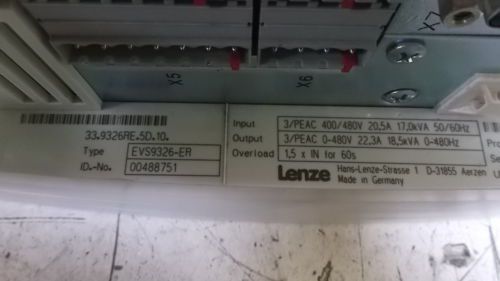 X5
X6
33.9326RE.5D.10.
Type EVS9326-ER
ID.-No. 00488751
Input 3/PEAC 400/480V 20,5A 17,0kVA 50/60Hz
Output 3/PEAC 0-480V 22,3A 18,5kVA 0-480Hz
Overload 1,5 x IN for 60s
Lenze Hans-Lenze-Strasse 1 D-31855 Aerzen
Made in Germany